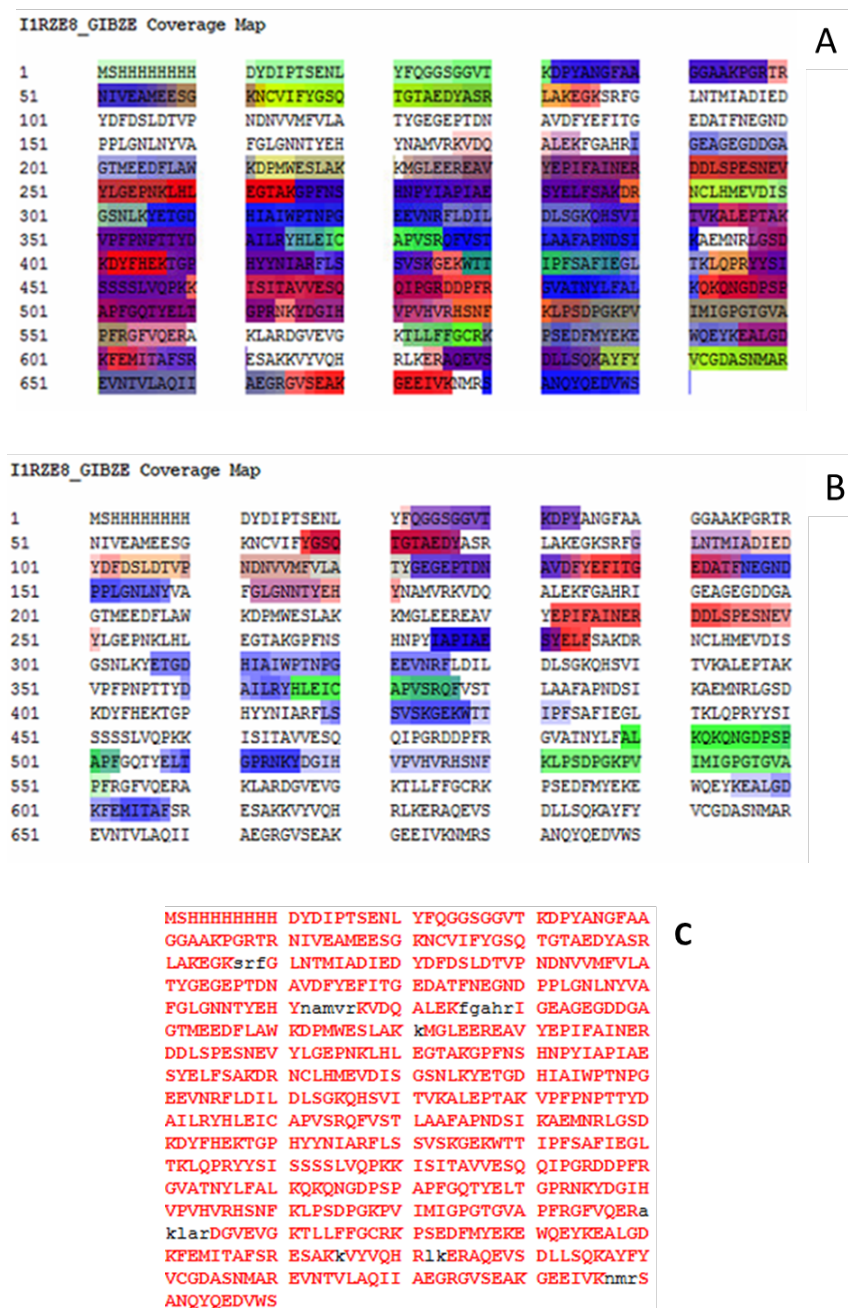 I1RZE8_GIBZE Coverage Map
A
1 MSHHHHHHHH DYDIPTSENL YFQGGSGGVT KDPYANGFAA GGAAKPGRTR
51 NIVEAMEESG KNCVIFYGSQ TGTAEDYASR LAKEGKSRFG LNTMIADIED
101 YDFDSLDTVP NDNVVMFVLA TYGEGEPTDN AVDFYEFITG EDATFNEGND
151 PPLGNLNYVA FGLGNNTYEH YNAMVRKVDQ ALEKFGAHRI GEAGEGDDGA
201 GTMEEDFLAW KDPMWESLAK KMGLEEREAV YEPIFAINER DDLSPESNEV
251 YLGEPNKLHL EGTAKGPFNS HNPYIAPIAE SYELFSAKDR NCLHMEVDIS
301 GSNLKYETGD HIAIWPTNPG EEVNRFLDIL DLSGKQHSVI TVKALEPTAK
351 VPFPNPTTYD AILRYHLEIC APVSRQFVST LAAFAPNDSI KAEMNRLGSD
401 KDYFHEKTGP HYYNIARFLS SVSKGEKWTT IPFSAFIEGL TKLQPRYYSI
451 SSSSLVQPKK ISITAVVESQ QIPGRDDPFR GVATNYLFAL KQKQNGDPSP
501 APFGQTYELT GPRNKYDGIH VPVHVRHSNF KLPSDPGKPV IMIGPGTGVA
551 PFRGFVQERA KLARDGVEVG KTLLFFGCRK PSEDFMYEKE WQEYKEALGD
601 KFEMITAFSR ESAKKVYVQH RLKERAQEVS DLLSQKAYFY VCGDASNMAR
651 EVNTVLAQII AEGRGVSEAK GEEIVKNMRS ANQYQEDVWS
I1RZE8_GIBZE Coverage Map
B
1 MSHHHHHHHH DYDIPTSENL YFQGGSGGVT KDPYANGFAA GGAAKPGRTR
51 NIVEAMEESG KNCVIFYGSQ TGTAEDYASR LAKEGKSRFG LNTMIADIED
101 YDFDSLDTVP NDNVVMFVLA TYGEGEPTDN AVDFYEFITG EDATFNEGND
151 PPLGNLNYVA FGLGNNTYEH YNAMVRKVDQ ALEKFGAHRI GEAGEGDDGA
201 GTMEEDFLAW KDPMWESLAK KMGLEEREAV YEPIFAINER DDLSPESNEV
251 YLGEPNKLHL EGTAKGPFNS HNPYIAPIAE SYELFSAKDR NCLHMEVDIS
301 GSNLKYETGD HIAIWPTNPG EEVNRFLDIL DLSGKQHSVI TVKALEPTAK
351 VPFPNPTTYD AILRYHLEIC APVSRQFVST LAAFAPNDSI KAEMNRLGSD
401 KDYFHEKTGP HYYNIARFLS SVSKGEKWTT IPFSAFIEGL TKLQPRYYSI
451 SSSSLVQPKK ISITAVVESQ QIPGRDDPFR GVATNYLFAL KQKQNGDPSP
501 APFGQTYELT GPRNKYDGIH VPVHVRHSNF KLPSDPGKPV IMIGPGTGVA
551 PFRGFVQERA KLARDGVEVG KTLLFFGCRK PSEDFMYEKE WQEYKEALGD
601 KFEMITAFSR ESAKKVYVQH RLKERAQEVS DLLSQKAYFY VCGDASNMAR
651 EVNTVLAQII AEGRGVSEAK GEEIVKNMRS ANQYQEDVWS
C
MSHHHHHHHH DYDIPTSENL YFQGGSGGVT KDPYANGFAA
GGAAKPGRTR NIVEAMEESG KNCVIFYGSQ TGTAEDYASR
LAKEGKsrfG LNTMIADIED YDFDSLDTVP NDNVVMFVLA
TYGEGEPTDN AVDFYEFITG EDATFNEGND PPLGNLNYVA
FGLGNNTYEH YnamvrKVDQ ALEKfgahrI GEAGEGDDGA
GTMEEDFLAW KDPMWESLAK kMGLEEREAV YEPIFAINER
DDLSPESNEV YLGEPNKLHL EGTAKGPFNS HNPYIAPIAE
SYELFSAKDR NCLHMEVDIS GSNLKYETGD HIAIWPTNPG
EEVNRFLDIL DLSGKQHSVI TVKALEPTAK VPFPNPTTYD
AILRYHLEIC APVSRQFVST LAAFAPNDSI KAEMNRLGSD
KDYFHEKTGP HYYNIARFLS SVSKGEKWTT IPFSAFIEGL
TKLQPRYYSI SSSSLVQPKK ISITAVVESQ QIPGRDDPFR
GVATNYLFAL KQKQNGDPSP APFGQTYELT GPRNKYDGIH
VPVHVRHSNF KLPSDPGKPV IMIGPGTGVA PFRGFVQERa
klarDGVEVG KTLLFFGCRK PSEDFMYEKE WQEYKEALGD
KFEMITAFSR ESAKkVYVQH RlkERAQEVS DLLSQKAYFY
VCGDASNMAR EVNTVLAQII AEGRGVSEAK GEEIVKnmrS
ANQYQEDVWS